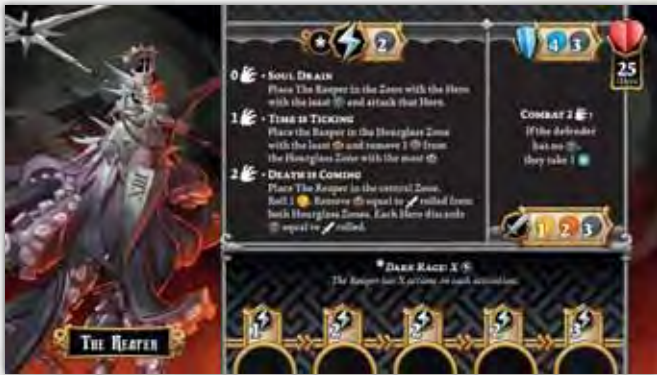 2
4 3
25
/Hero
0 • SOUL DRAIN
Place The Reaper in the Zone with the Hero
with the least and attack that Hero.
1 • TIME IS TICKING
Place the Reaper in the Hourglass Zone
with the least and remove 1 from
the Hourglass Zone with the most
2 • DEATH IS COMING
Place The Reaper in the central Zone.
Roll 1 . Remove equal to rolled from
both Hourglass Zones. Each Hero discards
equal to rolled.
COMBAT 2 :
If the defender
has no ,
they take 1
1 2 3
* DARK RAGE: X
The Reaper has X actions on each activation.
1 2 2 2 3
XIII
THE REAPER